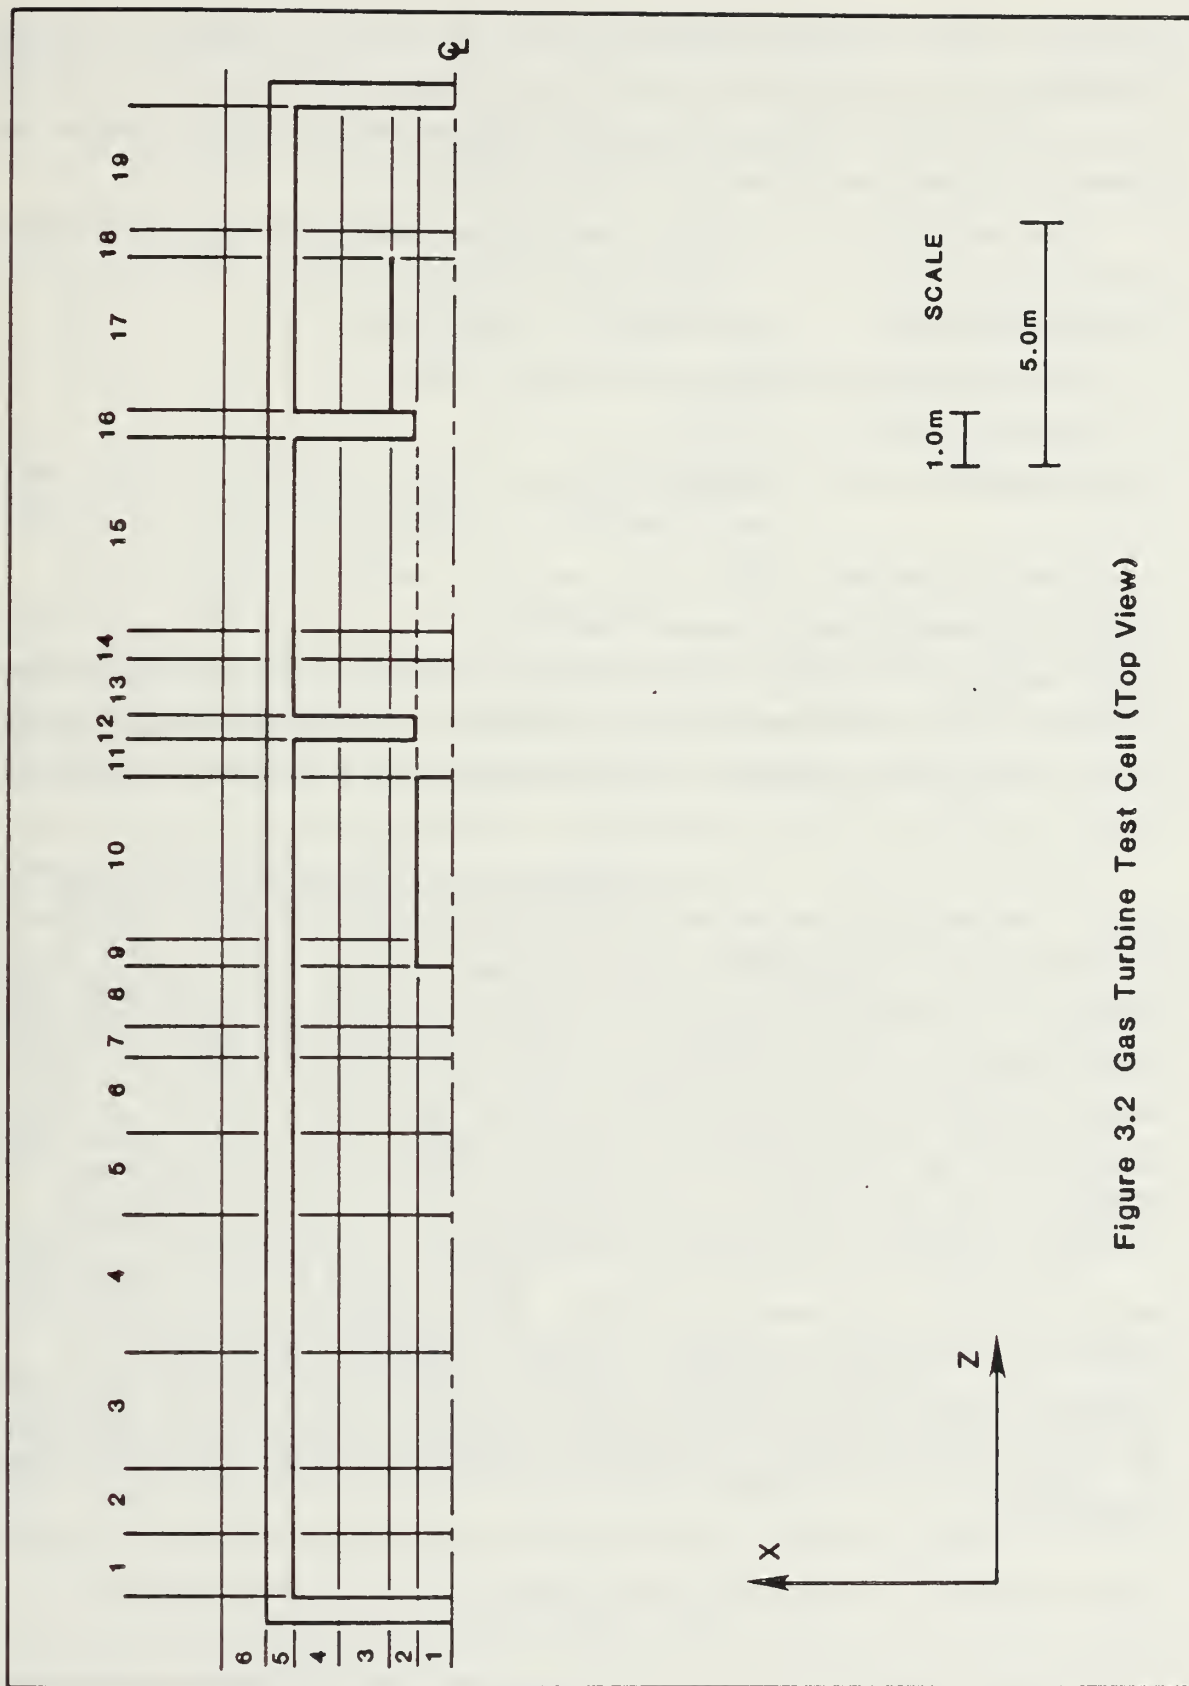 1 2 3 4 5 6 7 8 9 10 11 12 13 14 15 16 17 18 19
6
5
4
3
2
1
℄
X
Z
1.0m SCALE
5.0m
Figure 3.2 Gas Turbine Test Cell (Top View)